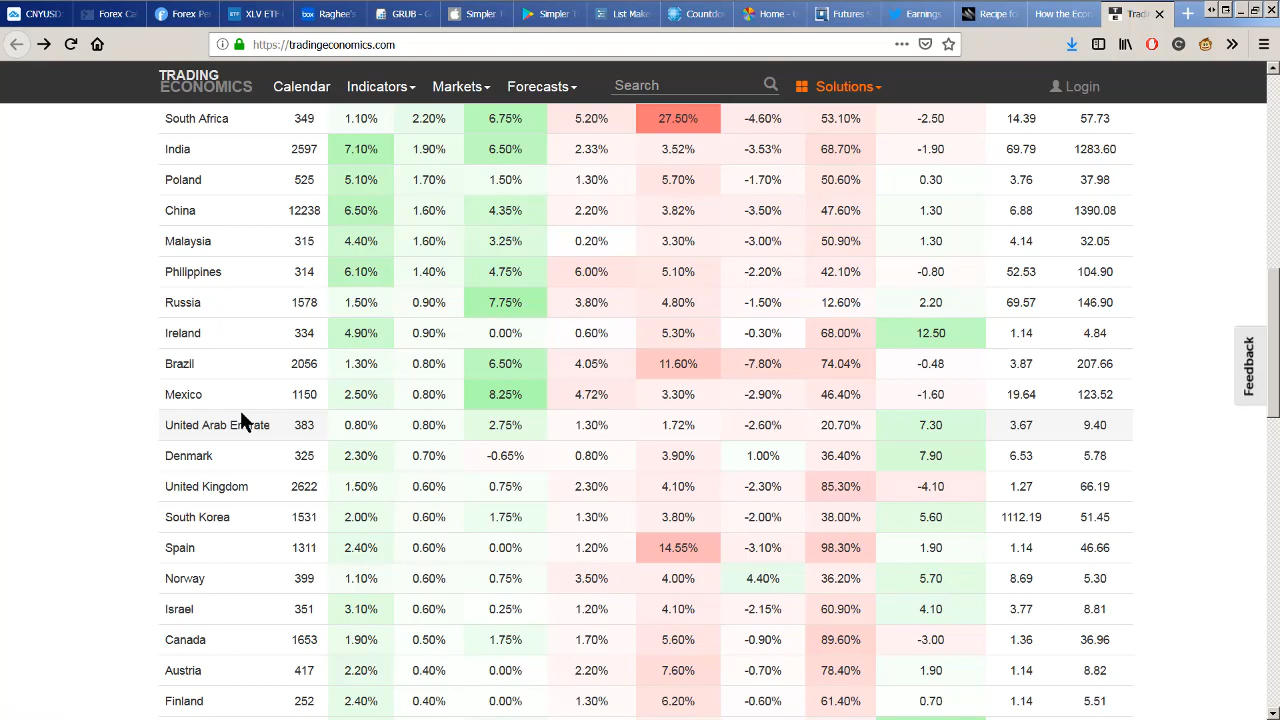 CNYUSD:
Forex Ca
Forex Pe
XLV ETF
Raghee's
GRUB - G
Simpler T
Simpler T
List Make
Countdo
Home – U
Futures S
Earnings
Recipe fo
How the Econ
Tradi
https://tradingeconomics.com
TRADING
ECONOMICS
Calendar Indicators Markets Forecasts Search Solutions Login
South Africa 349 1.10% 2.20% 6.75% 5.20% 27.50% -4.60% 53.10% -2.50 14.39 57.73
India 2597 7.10% 1.90% 6.50% 2.33% 3.52% -3.53% 68.70% -1.90 69.79 1283.60
Poland 525 5.10% 1.70% 1.50% 1.30% 5.70% -1.70% 50.60% 0.30 3.76 37.98
China 12238 6.50% 1.60% 4.35% 2.20% 3.82% -3.50% 47.60% 1.30 6.88 1390.08
Malaysia 315 4.40% 1.60% 3.25% 0.20% 3.30% -3.00% 50.90% 1.30 4.14 32.05
Philippines 314 6.10% 1.40% 4.75% 6.00% 5.10% -2.20% 42.10% -0.80 52.53 104.90
Russia 1578 1.50% 0.90% 7.75% 3.80% 4.80% -1.50% 12.60% 2.20 69.57 146.90
Ireland 334 4.90% 0.90% 0.00% 0.60% 5.30% -0.30% 68.00% 12.50 1.14 4.84
Brazil 2056 1.30% 0.80% 6.50% 4.05% 11.60% -7.80% 74.04% -0.48 3.87 207.66
Mexico 1150 2.50% 0.80% 8.25% 4.72% 3.30% -2.90% 46.40% -1.60 19.64 123.52
United Arab Emirate 383 0.80% 0.80% 2.75% 1.30% 1.72% -2.60% 20.70% 7.30 3.67 9.40
Denmark 325 2.30% 0.70% -0.65% 0.80% 3.90% 1.00% 36.40% 7.90 6.53 5.78
United Kingdom 2622 1.50% 0.60% 0.75% 2.30% 4.10% -2.30% 85.30% -4.10 1.27 66.19
South Korea 1531 2.00% 0.60% 1.75% 1.30% 3.80% -2.00% 38.00% 5.60 1112.19 51.45
Spain 1311 2.40% 0.60% 0.00% 1.20% 14.55% -3.10% 98.30% 1.90 1.14 46.66
Norway 399 1.10% 0.60% 0.75% 3.50% 4.00% 4.40% 36.20% 5.70 8.69 5.30
Israel 351 3.10% 0.60% 0.25% 1.20% 4.10% -2.15% 60.90% 4.10 3.77 8.81
Canada 1653 1.90% 0.50% 1.75% 1.70% 5.60% -0.90% 89.60% -3.00 1.36 36.96
Austria 417 2.20% 0.40% 0.00% 2.20% 7.60% -0.70% 78.40% 1.90 1.14 8.82
Finland 252 2.40% 0.40% 0.00% 1.30% 6.20% -0.60% 61.40% 0.70 1.14 5.51
Feedback